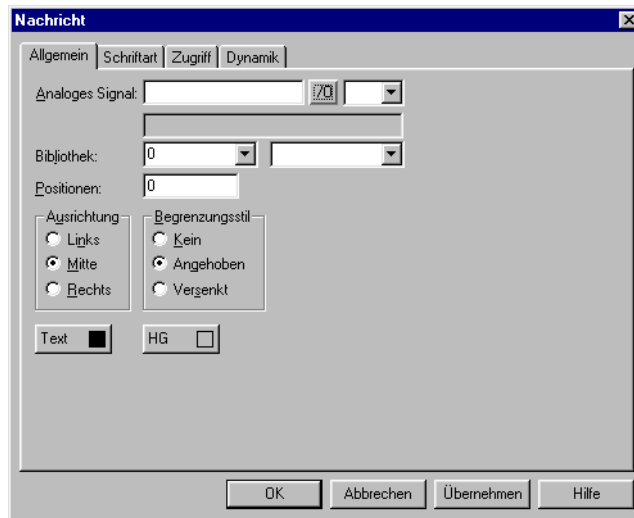 Nachricht
Allgemein Schriftart Zugriff Dynamik
Analoges Signal:
Bibliothek: 0
Positionen: 0
Ausrichtung Begrenzungsstil
Links Kein
Mitte Angehoben
Rechts Versenkt
Text HG
OK Abbrechen Übernehmen Hilfe